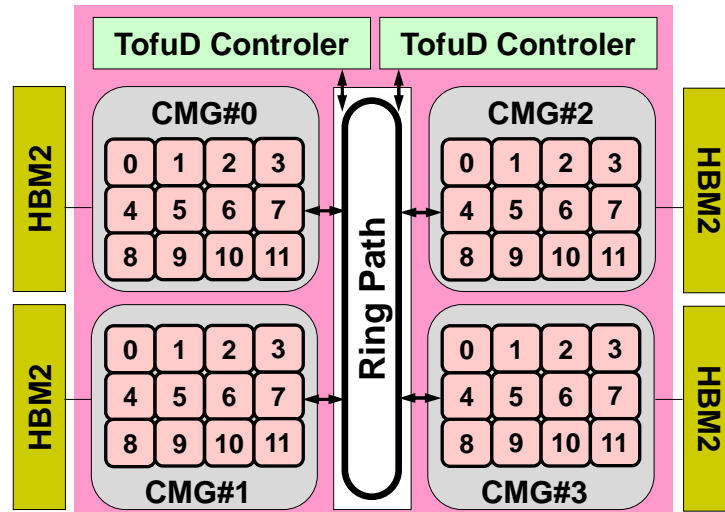 TofuD Controler
TofuD Controler
HBM2
CMG#0
0 1 2 3
4 5 6 7
8 9 10 11
HBM2
0 1 2 3
4 5 6 7
8 9 10 11
CMG#1
Ring Path
CMG#2
0 1 2 3
4 5 6 7
8 9 10 11
HBM2
0 1 2 3
4 5 6 7
8 9 10 11
CMG#3
HBM2